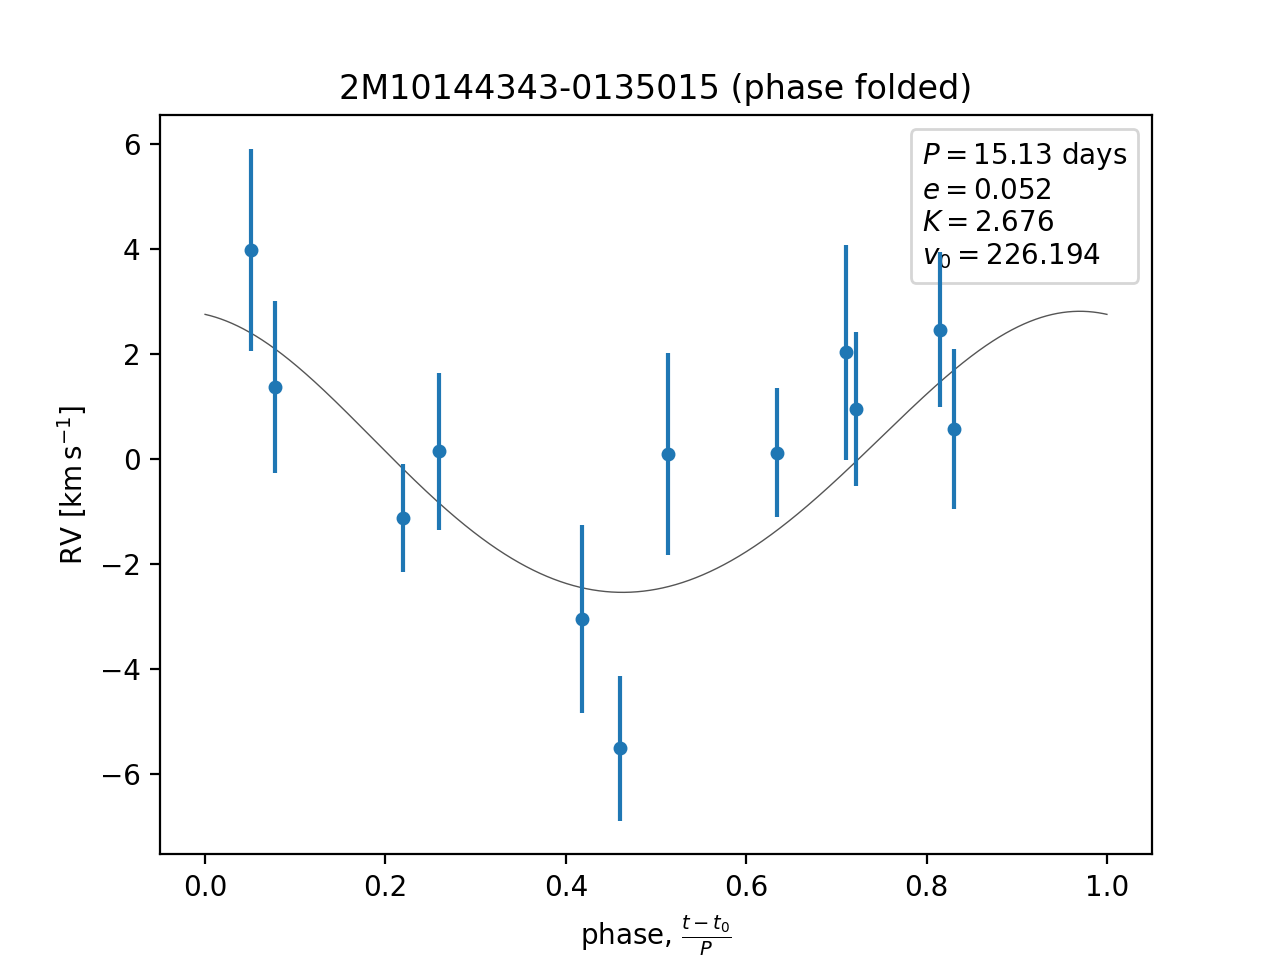 2M10144343-0135015 (phase folded)
P = 15.13 days
e = 0.052
K = 2.676
v₀ = 226.194
6
4
2
0
−2
−4
−6
RV [km s⁻¹]
0.0 0.2 0.4 0.6 0.8 1.0
phase, (t − t₀)/P